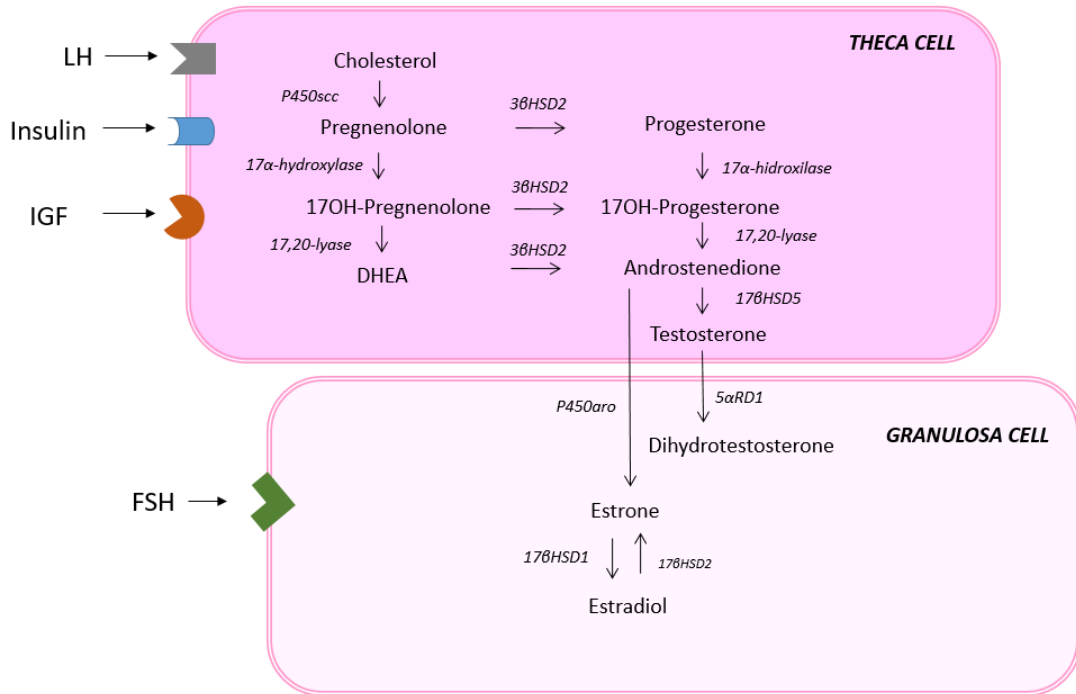 THECA CELL
LH
Cholesterol
P450scc
3βHSD2
Insulin
Pregnenolone
Progesterone
17α-hydroxylase
17α-hidroxilase
3βHSD2
IGF
17OH-Pregnenolone
17OH-Progesterone
17,20-lyase
17,20-lyase
3βHSD2
DHEA
Androstenedione
17βHSD5
Testosterone
P450aro
5αRD1
GRANULOSA CELL
Dihydrotestosterone
FSH
Estrone
17βHSD1
17βHSD2
Estradiol